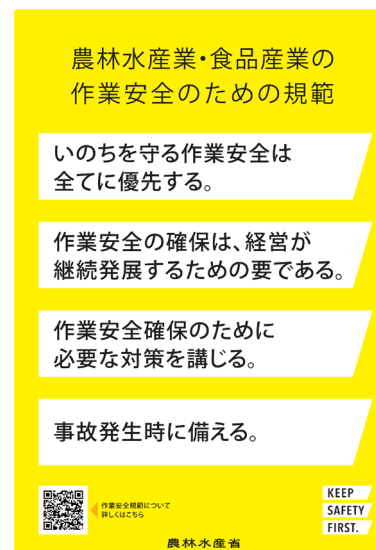 農林水産業・食品産業の
作業安全のための規範
いのちを守る作業安全は
全てに優先する。
作業安全の確保は、経営が
継続発展するための要である。
作業安全確保のために
必要な対策を講じる。
事故発生時に備える。
作業安全規範について
詳しくはこちら
KEEP
SAFETY
FIRST.
農林水産省